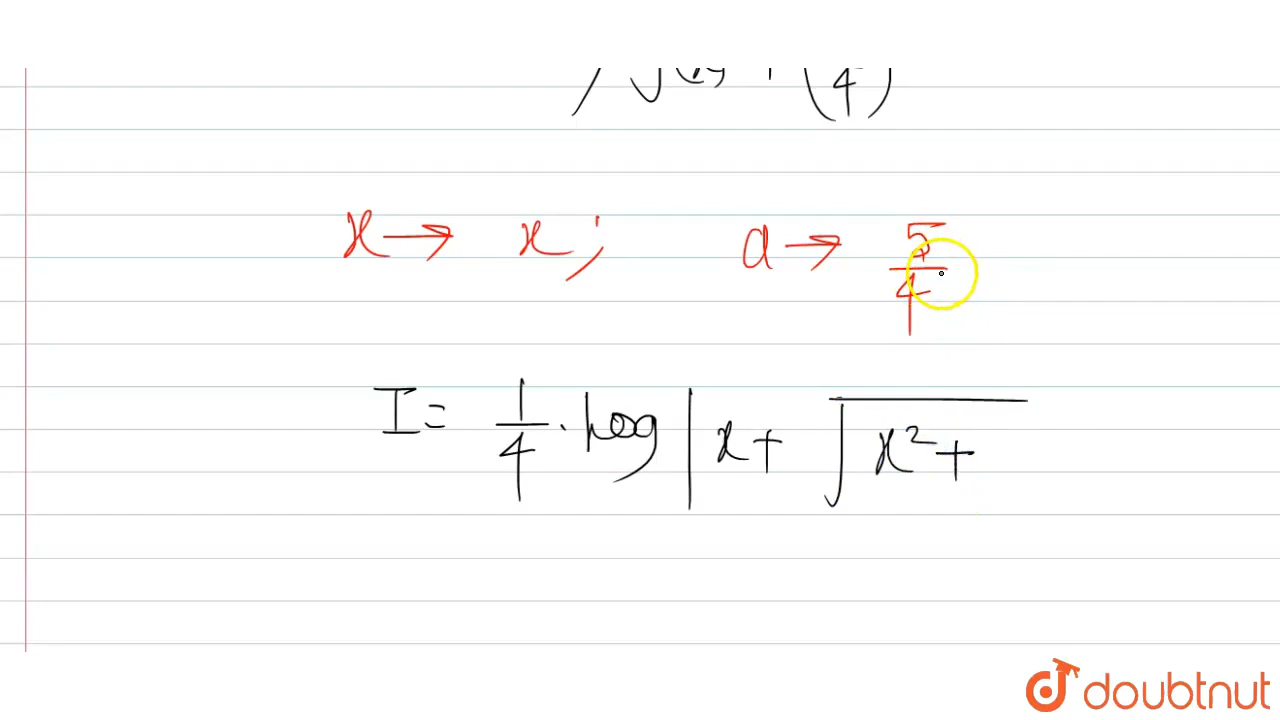 x → x ; a → 5/4
I = 1/4 . log | x + √x² +
doubtnut